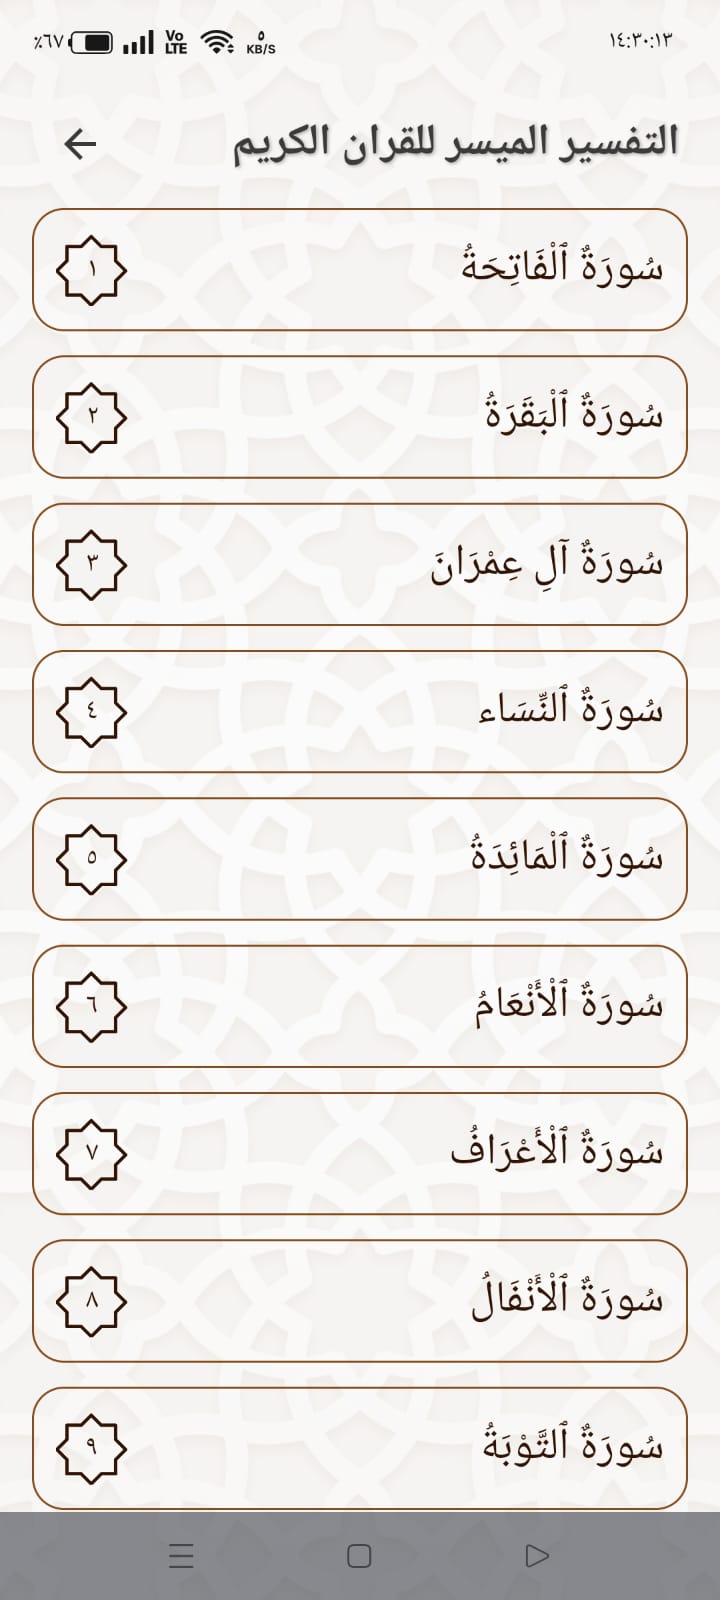 ١٤:٣٠:١٣ ٠ KB/S Vo LTE ٪٦٧
التفسير الميسر للقران الكريم
سُورَةٌ ٱلْفَاتِحَةُ ١
سُورَةٌ ٱلْبَقَرَةُ ٢
سُورَةٌ آلِ عِمْرَانَ ٣
سُورَةٌ ٱلنِّسَاء ٤
سُورَةٌ ٱلْمَائِدَةُ ٥
سُورَةٌ ٱلْأَنْعَامُ ٦
سُورَةٌ ٱلْأَعْرَافُ ٧
سُورَةٌ ٱلْأَنْفَالُ ٨
سُورَةٌ ٱلتَّوْبَةُ ٩